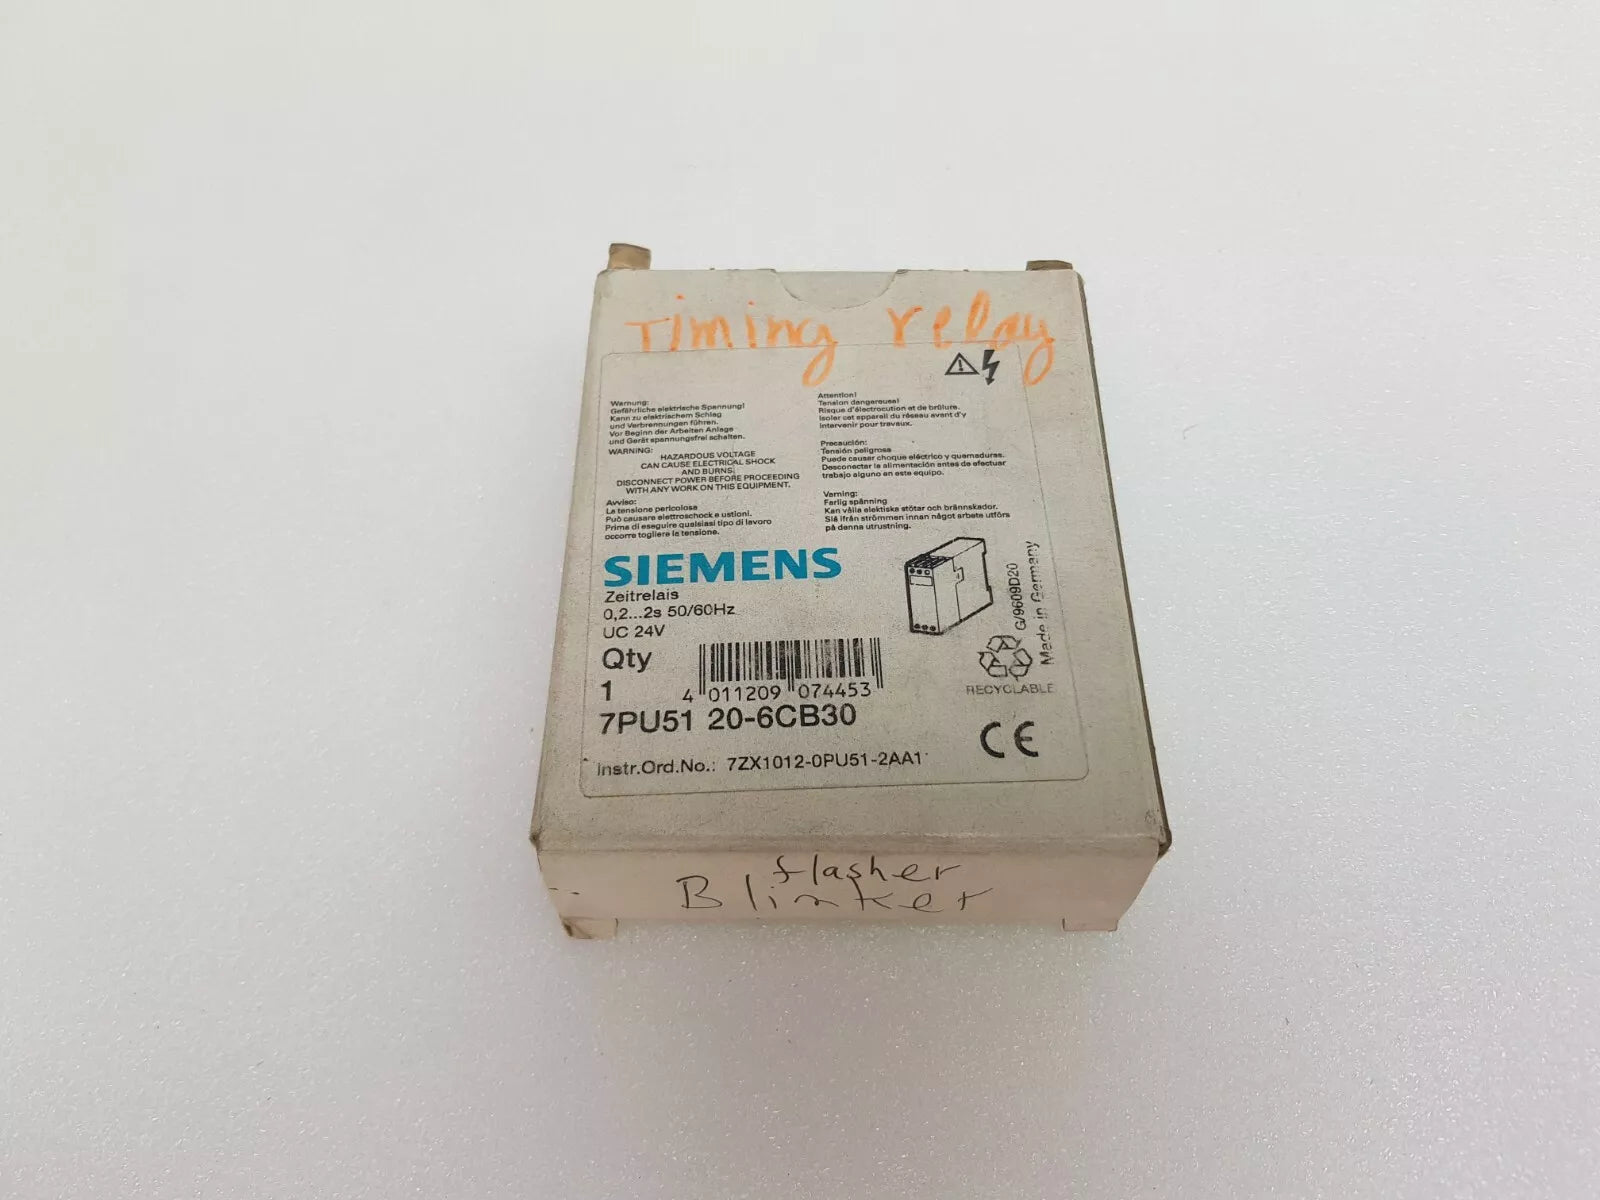 Timing relay
Warnung:
Gefährliche elektrische Spannung!
Kann zu elektrischem Schlag
und Verbrennungen führen.
Vor Beginn der Arbeiten Anlage
und Gerät spannungsfrei schalten.
WARNING:
HAZARDOUS VOLTAGE
CAN CAUSE ELECTRICAL SHOCK
AND BURNS.
DISCONNECT POWER BEFORE PROCEEDING
WITH ANY WORK ON THIS EQUIPMENT.
Avviso:
La tensione pericolosa
Può causare elettroschock e ustioni.
Prima di eseguire qualsiasi tipo di lavoro
occorre togliere la tensione.
Attention!
Tension dangereuse!
Risque d'électrocution et de brûlure.
Isoler cet appareil du réseau avant d'y
intervenir pour travaux.
Precaución:
Tensión peligrosa
Puede causar choque eléctrico y quemaduras.
Desconectar la alimentación antes de efectuar
trabajo alguno en este equipo.
Varning:
Farlig spänning
Kan vålla elektiska stötar och brännskador.
Slå ifrån strömmen innan något arbete utförs
på denna utrustning.
SIEMENS
Zeitrelais
0,2...2s 50/60Hz
UC 24V
Qty
1
4 011209 074453
7PU51 20-6CB30
Instr.Ord.No.: 7ZX1012-0PU51-2AA1
G/9609D20
Made in Germany
RECYCLABLE
CE
flasher
Blinker